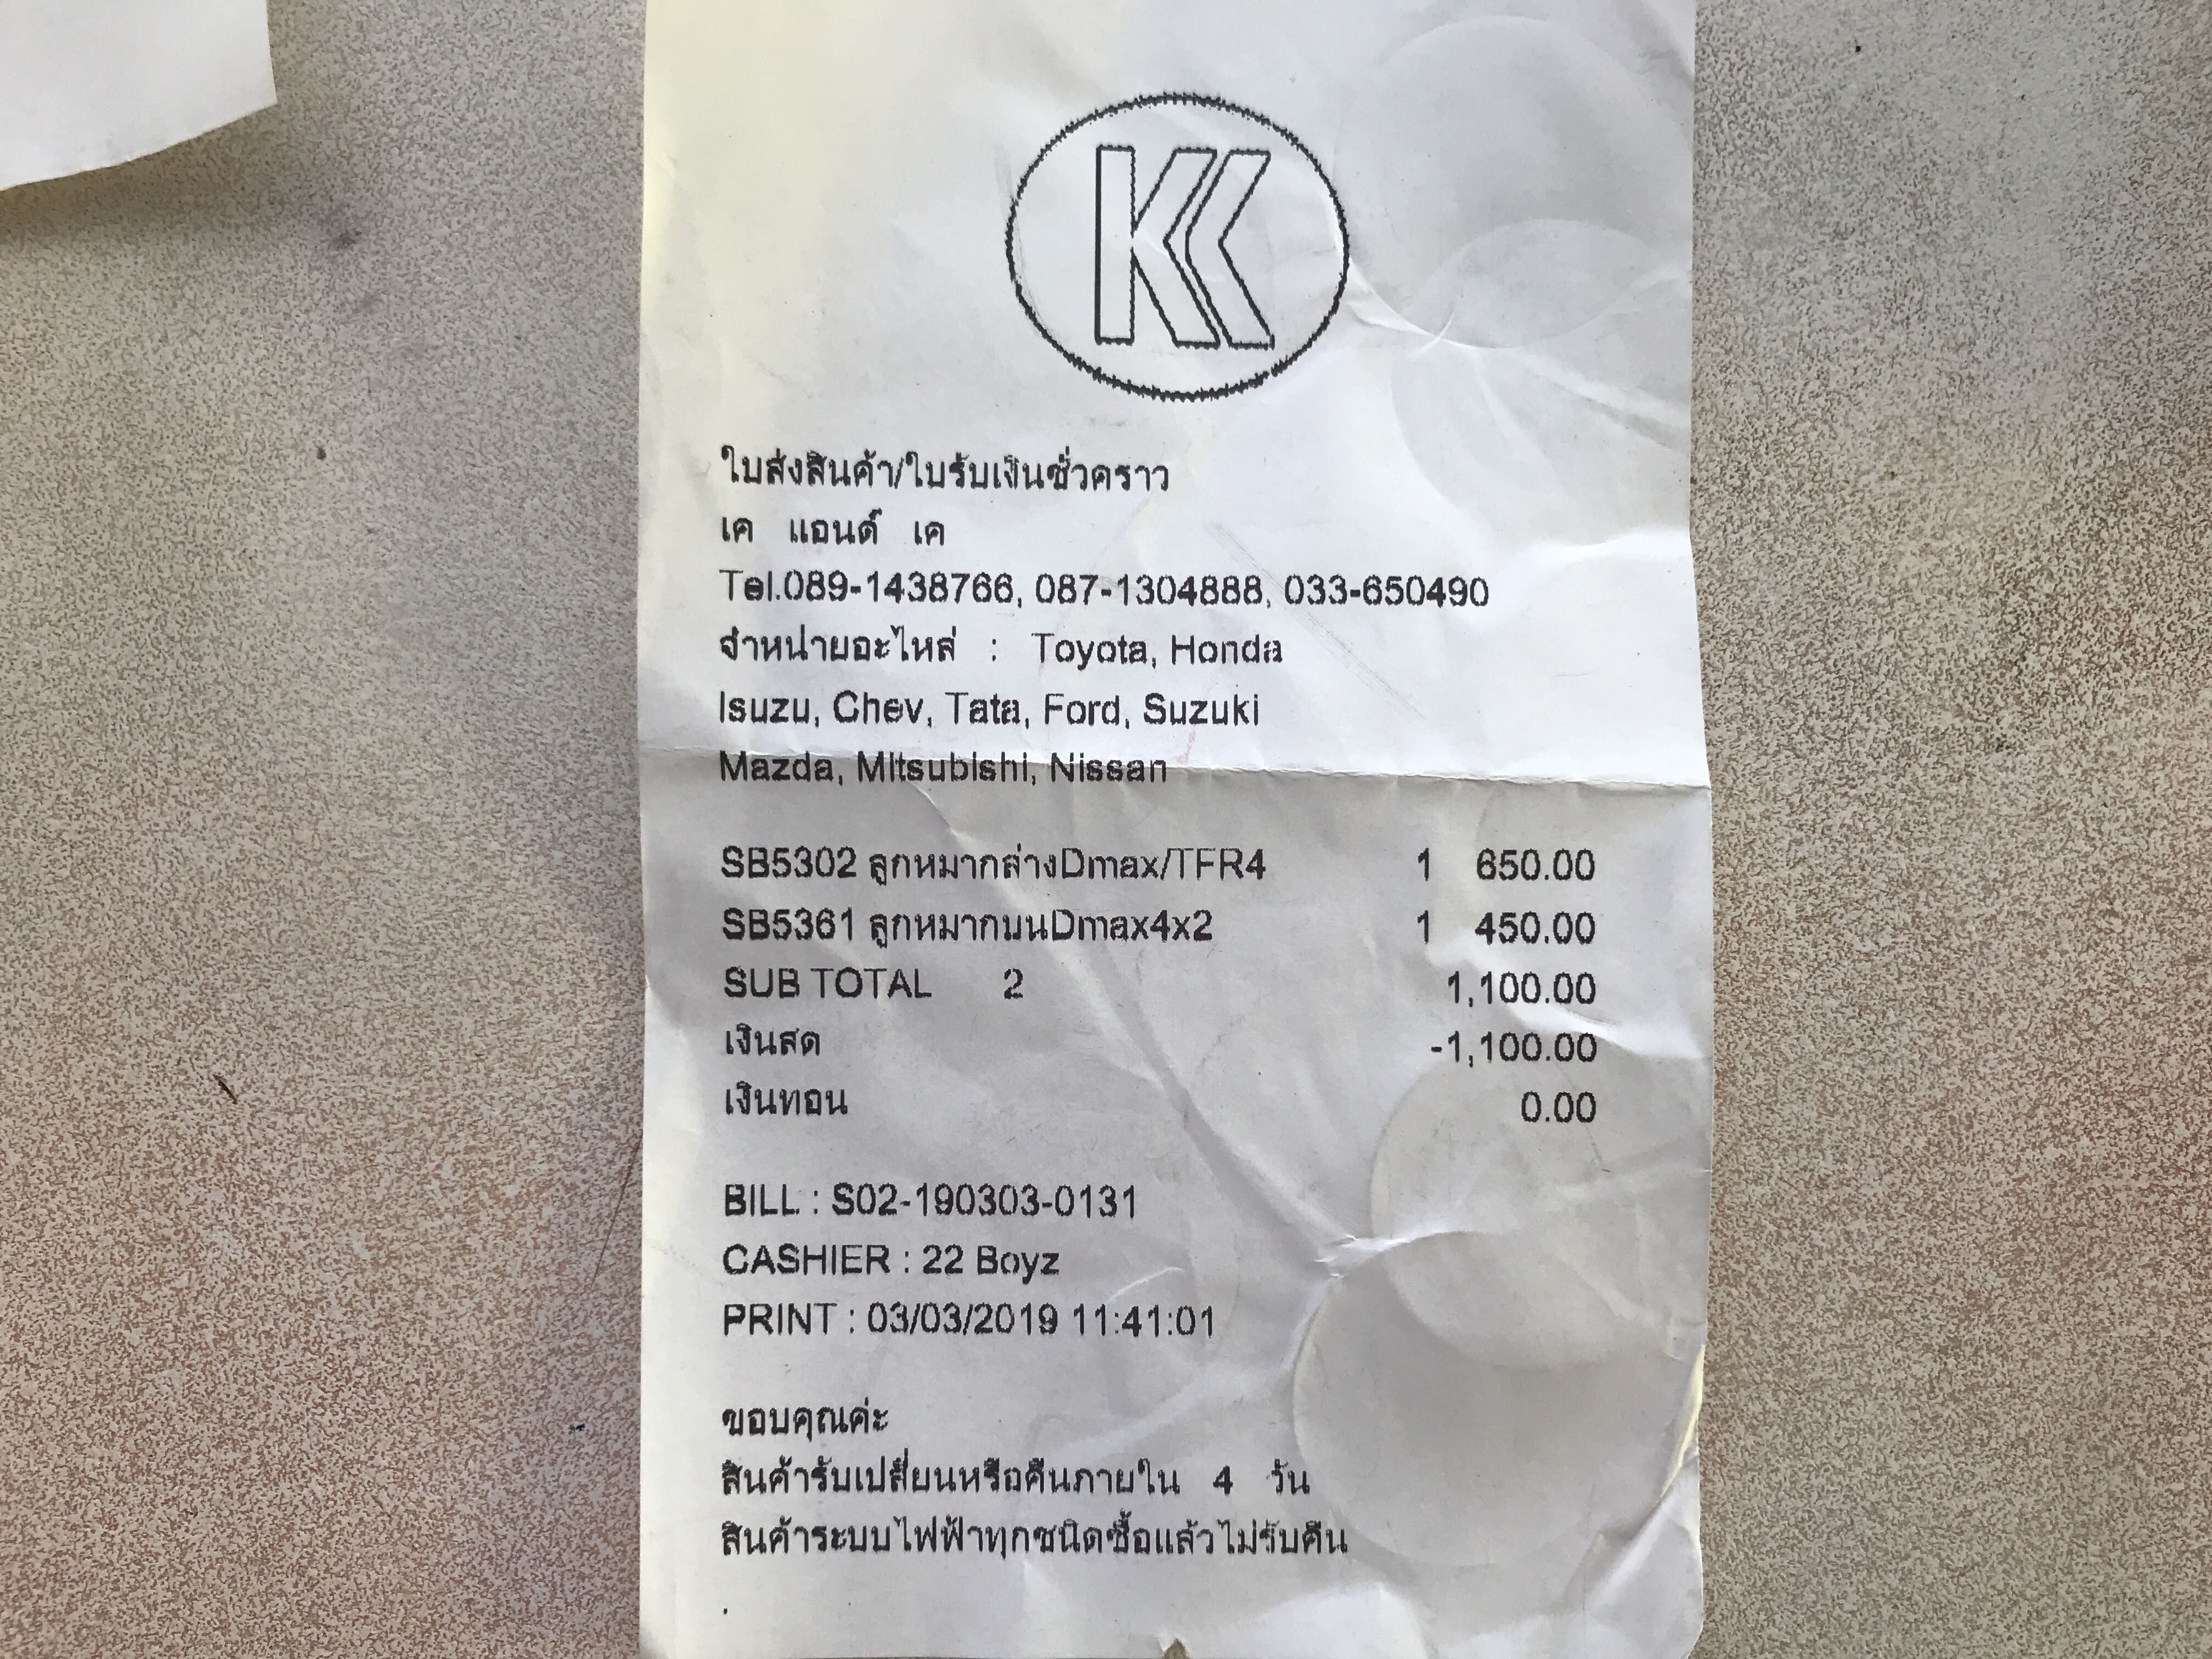 KK
ใบส่งสินค้า/ใบรับเงินชั่วคราว
เค แอนด์ เค
Tel.089-1438766, 087-1304888, 033-650490
จำหน่ายอะไหล่ : Toyota, Honda
Isuzu, Chev, Tata, Ford, Suzuki
Mazda, Mitsubishi, Nissan
SB5302 ลูกหมากล่างDmax/TFR4 1 650.00
SB5361 ลูกหมากบนDmax4x2 1 450.00
SUB TOTAL 2 1,100.00
เงินสด -1,100.00
เงินทอน 0.00
BILL : S02-190303-0131
CASHIER : 22 Boyz
PRINT : 03/03/2019 11:41:01
ขอบคุณค่ะ
สินค้ารับเปลี่ยนหรือคืนภายใน 4 วัน
สินค้าระบบไฟฟ้าทุกชนิดซื้อแล้วไม่รับคืน
.